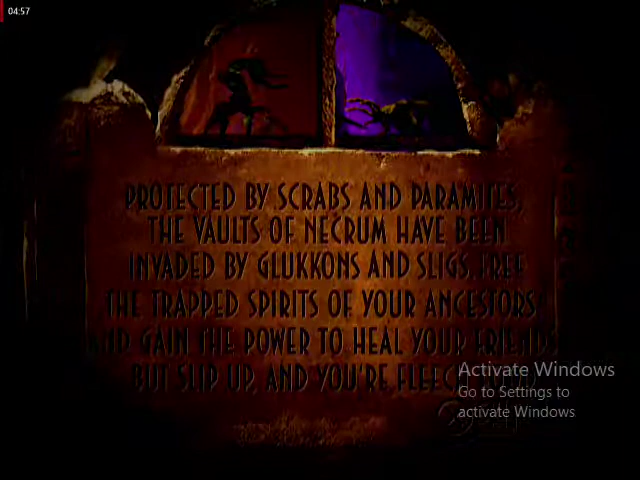 04:57
PROTECTED BY SCRABS AND PARAMITES,
THE VAULTS OF NECRUM HAVE BEEN
INVADED BY GLUKKONS AND SLIGS. FREE
THE TRAPPED SPIRITS OF YOUR ANCESTORS
AND GAIN THE POWER TO HEAL YOUR FRIENDS.
BUT SLIP UP, AND YOU'RE
Activate Windows
Go to Settings to
activate Windows